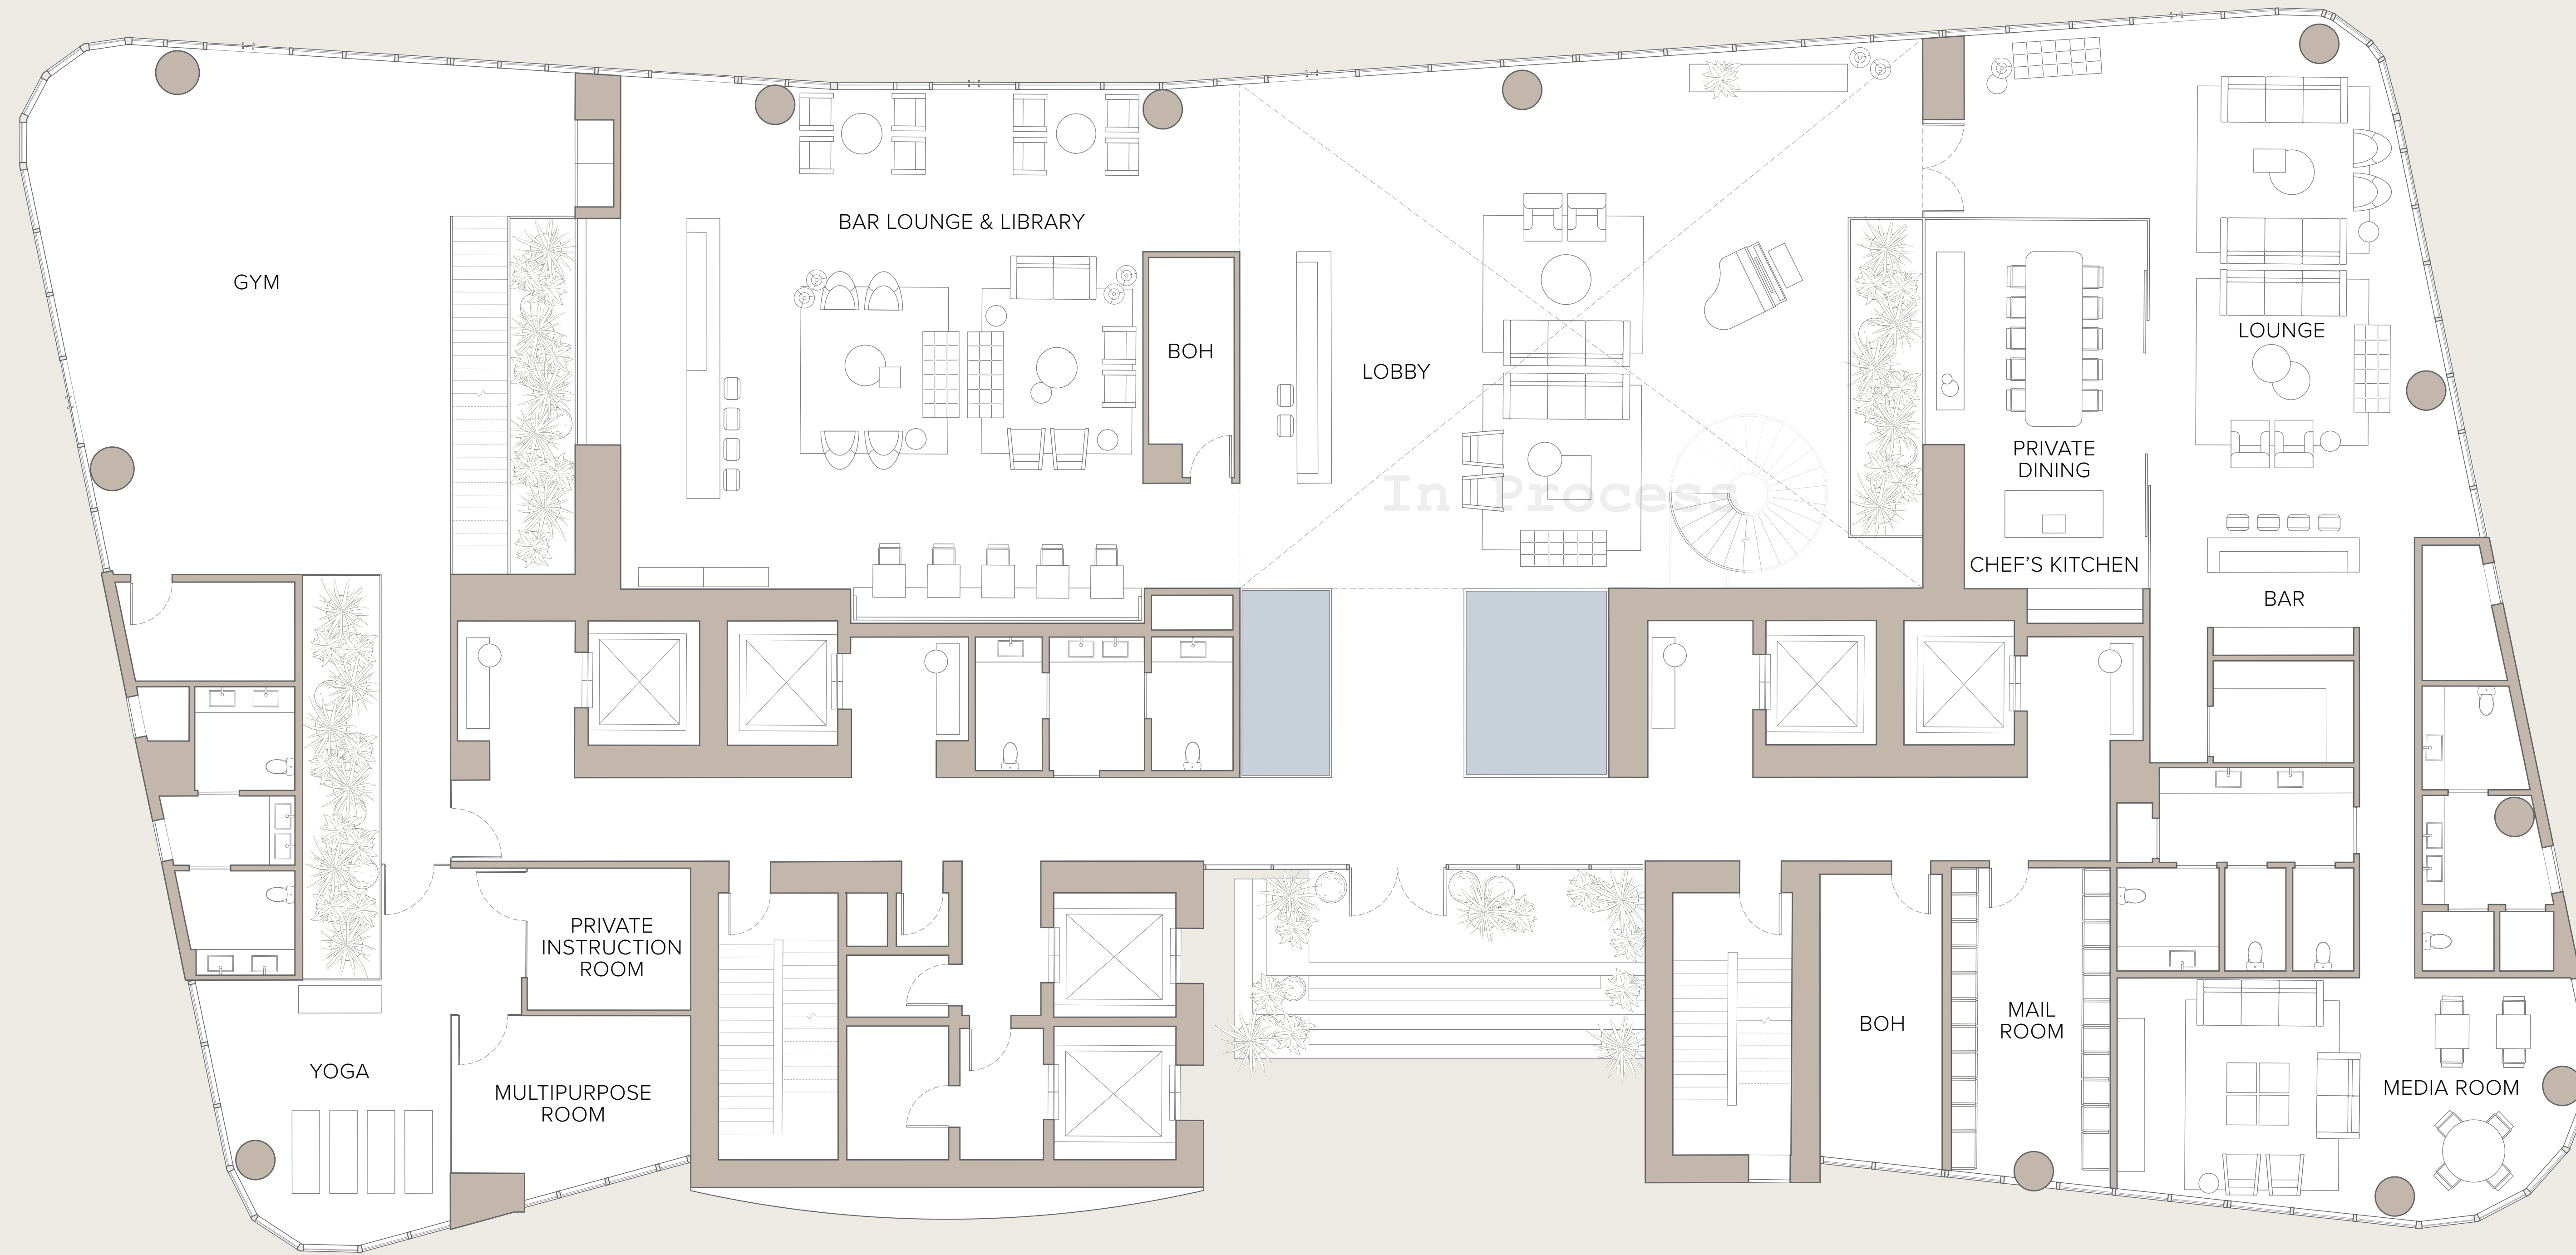 GYM
BAR LOUNGE & LIBRARY
BOH
LOBBY
In Process
PRIVATE
DINING
CHEF'S KITCHEN
LOUNGE
BAR
PRIVATE
INSTRUCTION
ROOM
YOGA
MULTIPURPOSE
ROOM
BOH
MAIL
ROOM
MEDIA ROOM